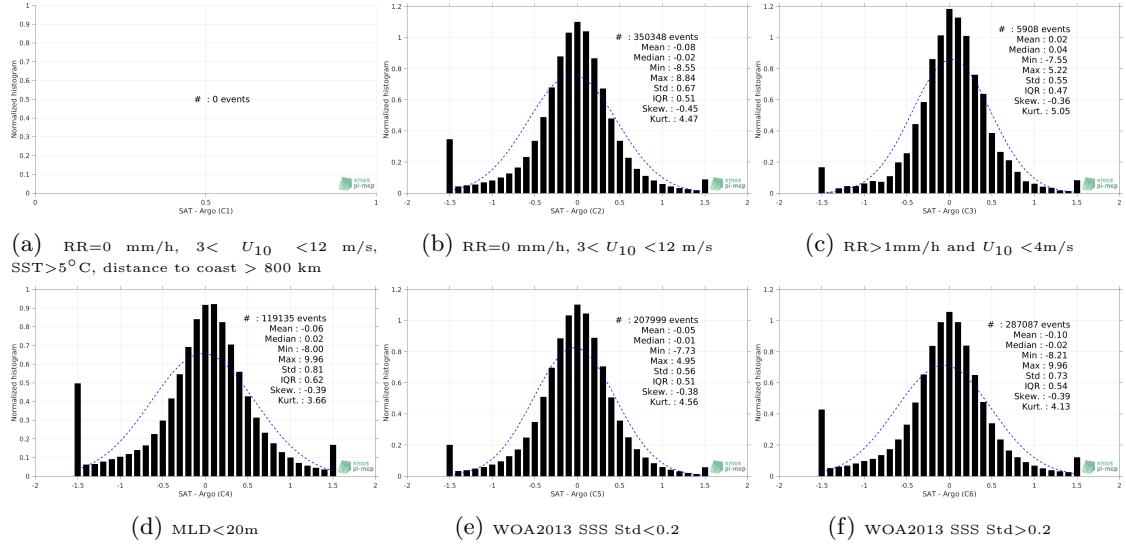 1
0.9
0.8
0.7
0.6
0.5
0.4
0.3
0.2
0.1
0
Normalized histogram
# : 0 events
smos
pi-mep
0 0.5 1
SAT - Argo (C1)
(a) RR=0 mm/h, 3< U10 <12 m/s,
SST>5°C, distance to coast > 800 km
1.2
1
0.8
0.6
0.4
0.2
0
Normalized histogram
# : 350348 events
Mean : -0.08
Median : -0.02
Min : -8.55
Max : 8.84
Std : 0.67
IQR : 0.51
Skew. : -0.45
Kurt. : 4.47
smos
pi-mep
-2 -1.5 -1 -0.5 0 0.5 1 1.5 2
SAT - Argo (C2)
(b) RR=0 mm/h, 3< U10 <12 m/s
1.2
1
0.8
0.6
0.4
0.2
0
Normalized histogram
# : 5908 events
Mean : 0.02
Median : 0.04
Min : -7.55
Max : 5.22
Std : 0.55
IQR : 0.47
Skew. : -0.36
Kurt. : 5.05
smos
pi-mep
-2 -1.5 -1 -0.5 0 0.5 1 1.5 2
SAT - Argo (C3)
(c) RR>1mm/h and U10 <4m/s
1
0.9
0.8
0.7
0.6
0.5
0.4
0.3
0.2
0.1
0
Normalized histogram
# : 119135 events
Mean : -0.06
Median : 0.02
Min : -8.00
Max : 9.96
Std : 0.81
IQR : 0.62
Skew. : -0.39
Kurt. : 3.66
smos
pi-mep
-2 -1.5 -1 -0.5 0 0.5 1 1.5 2
SAT - Argo (C4)
(d) MLD<20m
1.2
1
0.8
0.6
0.4
0.2
0
Normalized histogram
# : 207999 events
Mean : -0.05
Median : -0.01
Min : -7.73
Max : 4.95
Std : 0.56
IQR : 0.51
Skew. : -0.38
Kurt. : 4.56
smos
pi-mep
-2 -1.5 -1 -0.5 0 0.5 1 1.5 2
SAT - Argo (C5)
(e) WOA2013 SSS Std<0.2
1.2
1
0.8
0.6
0.4
0.2
0
Normalized histogram
# : 287087 events
Mean : -0.10
Median : -0.02
Min : -8.21
Max : 9.96
Std : 0.73
IQR : 0.54
Skew. : -0.39
Kurt. : 4.13
smos
pi-mep
-2 -1.5 -1 -0.5 0 0.5 1 1.5 2
SAT - Argo (C6)
(f) WOA2013 SSS Std>0.2